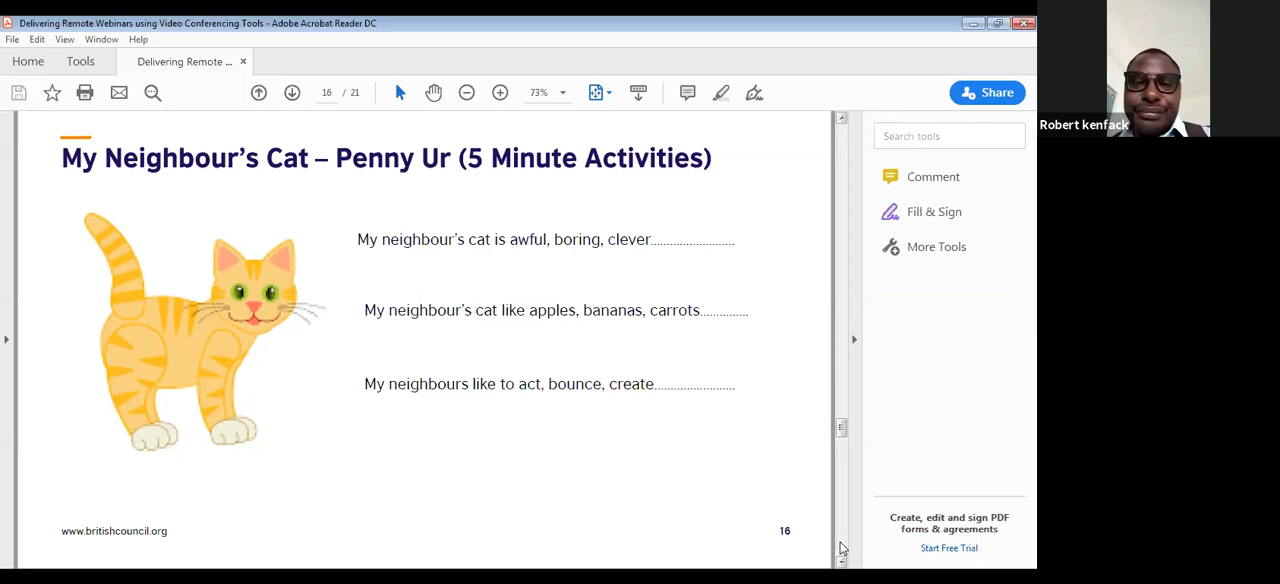 Delivering Remote Webinars using Video Conferencing Tools - Adobe Acrobat Reader DC
File Edit View Window Help
Home Tools Delivering Remote ... ×
16 / 21 73% Share
Robert kenfack
My Neighbour's Cat – Penny Ur (5 Minute Activities)
Search tools
Comment
Fill & Sign
More Tools
My neighbour's cat is awful, boring, clever..........................
My neighbour's cat like apples, bananas, carrots...............
My neighbours like to act, bounce, create.........................
www.britishcouncil.org 16
Create, edit and sign PDF
forms & agreements
Start Free Trial